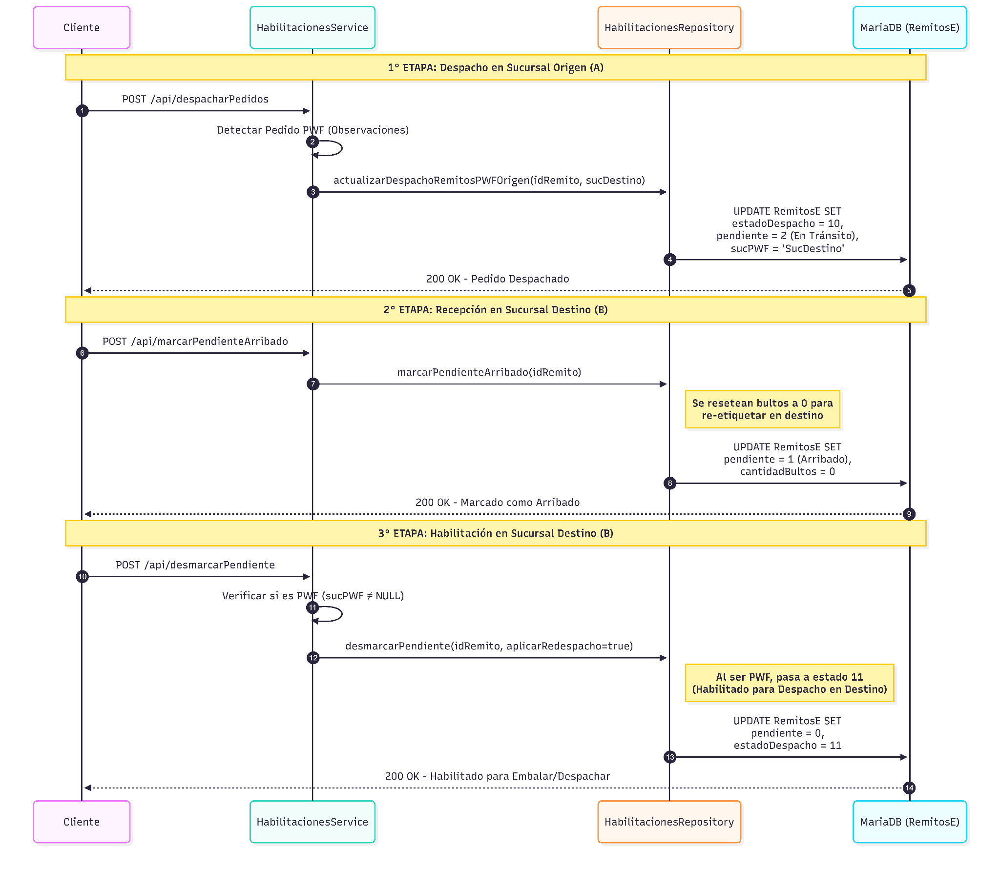 Cliente
HabilitacionesService
HabilitacionesRepository
MariaDB (RemitosE)
1° ETAPA: Despacho en Sucursal Origen (A)
POST /api/despacharPedidos
1
Detectar Pedido PWF (Observaciones)
2
actualizarDespachoRemitosPWFOrigen(idRemito, sucDestino)
3
UPDATE RemitosE SET
estadoDespacho = 10,
pendiente = 2 (En Tránsito),
sucPWF = 'SucDestino'
4
200 OK - Pedido Despachado
5
2° ETAPA: Recepción en Sucursal Destino (B)
POST /api/marcarPendienteArribado
6
marcarPendienteArribado(idRemito)
7
Se resetean bultos a 0 para
re-etiquetar en destino
UPDATE RemitosE SET
pendiente = 1 (Arribado),
cantidadBultos = 0
8
200 OK - Marcado como Arribado
9
3° ETAPA: Habilitación en Sucursal Destino (B)
POST /api/desmarcarPendiente
10
Verificar si es PWF (sucPWF ≠ NULL)
11
desmarcarPendiente(idRemito, aplicarRedespacho=true)
12
Al ser PWF, pasa a estado 11
(Habilitado para Despacho en Destino)
UPDATE RemitosE SET
pendiente = 0,
estadoDespacho = 11
13
200 OK - Habilitado para Embalar/Despachar
14
Cliente
HabilitacionesService
HabilitacionesRepository
MariaDB (RemitosE)